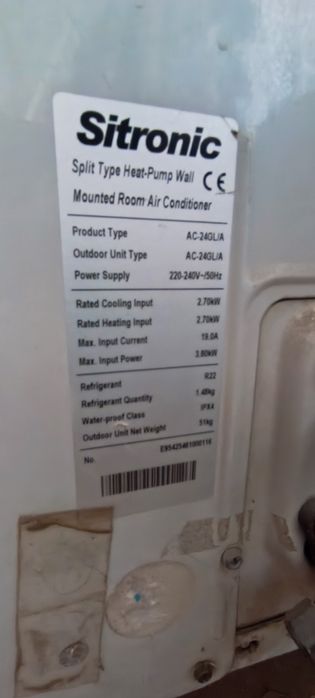 Sitronic
Split Type Heat-Pump Wall CE
Mounted Room Air Conditioner
Product Type AC-24GL/A
Outdoor Unit Type AC-24GL/A
Power Supply 220-240V~/50Hz
Rated Cooling Input 2.70kW
Rated Heating Input 2.70kW
Max. Input Current 19.0A
Max. Input Power 3.80kW
Refrigerant R22
Refrigerant Quantity 1.48kg
Water-proof Class IPX4
Outdoor Unit Net Weight 51kg
No. E95425461000116